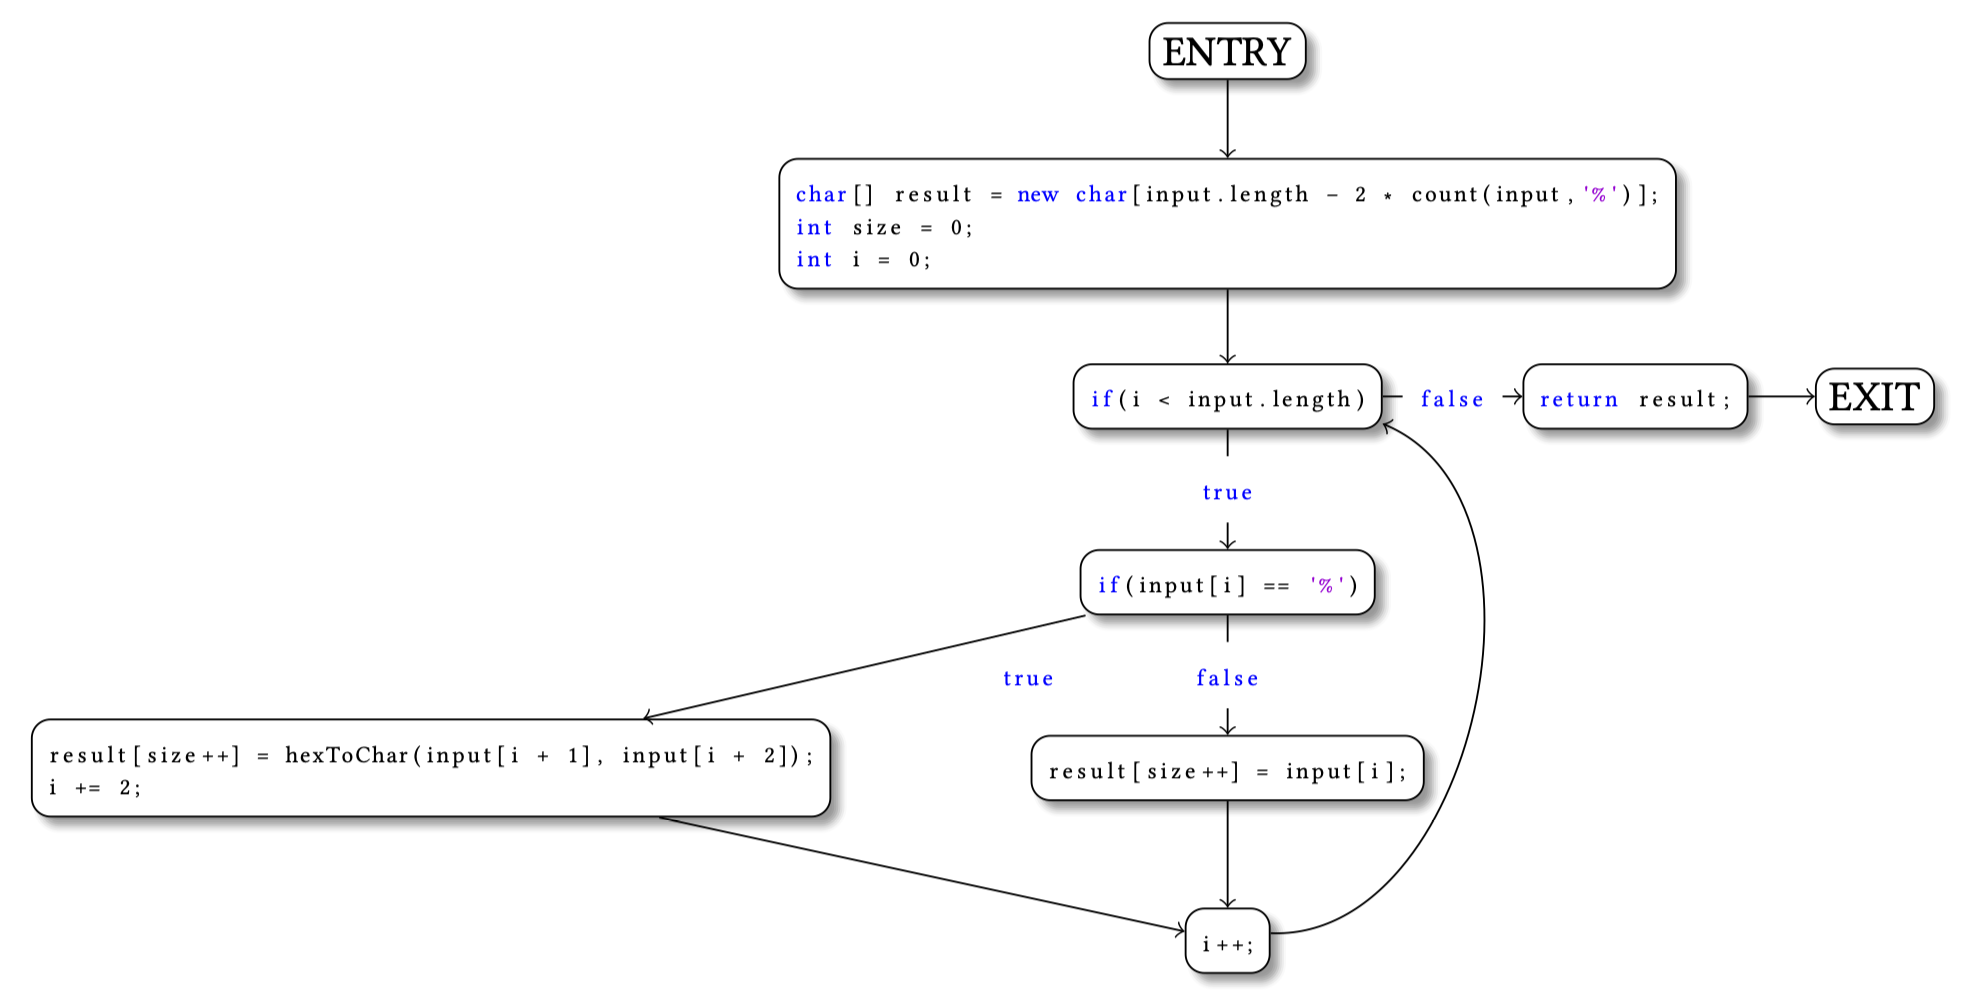 ENTRY
char[] result = new char[input.length - 2 * count(input,'%')];
int size = 0;
int i = 0;
if(i < input.length)
false
return result;
EXIT
true
if(input[i] == '%')
true
false
result[size++] = hexToChar(input[i + 1], input[i + 2]);
i += 2;
result[size++] = input[i];
i++;